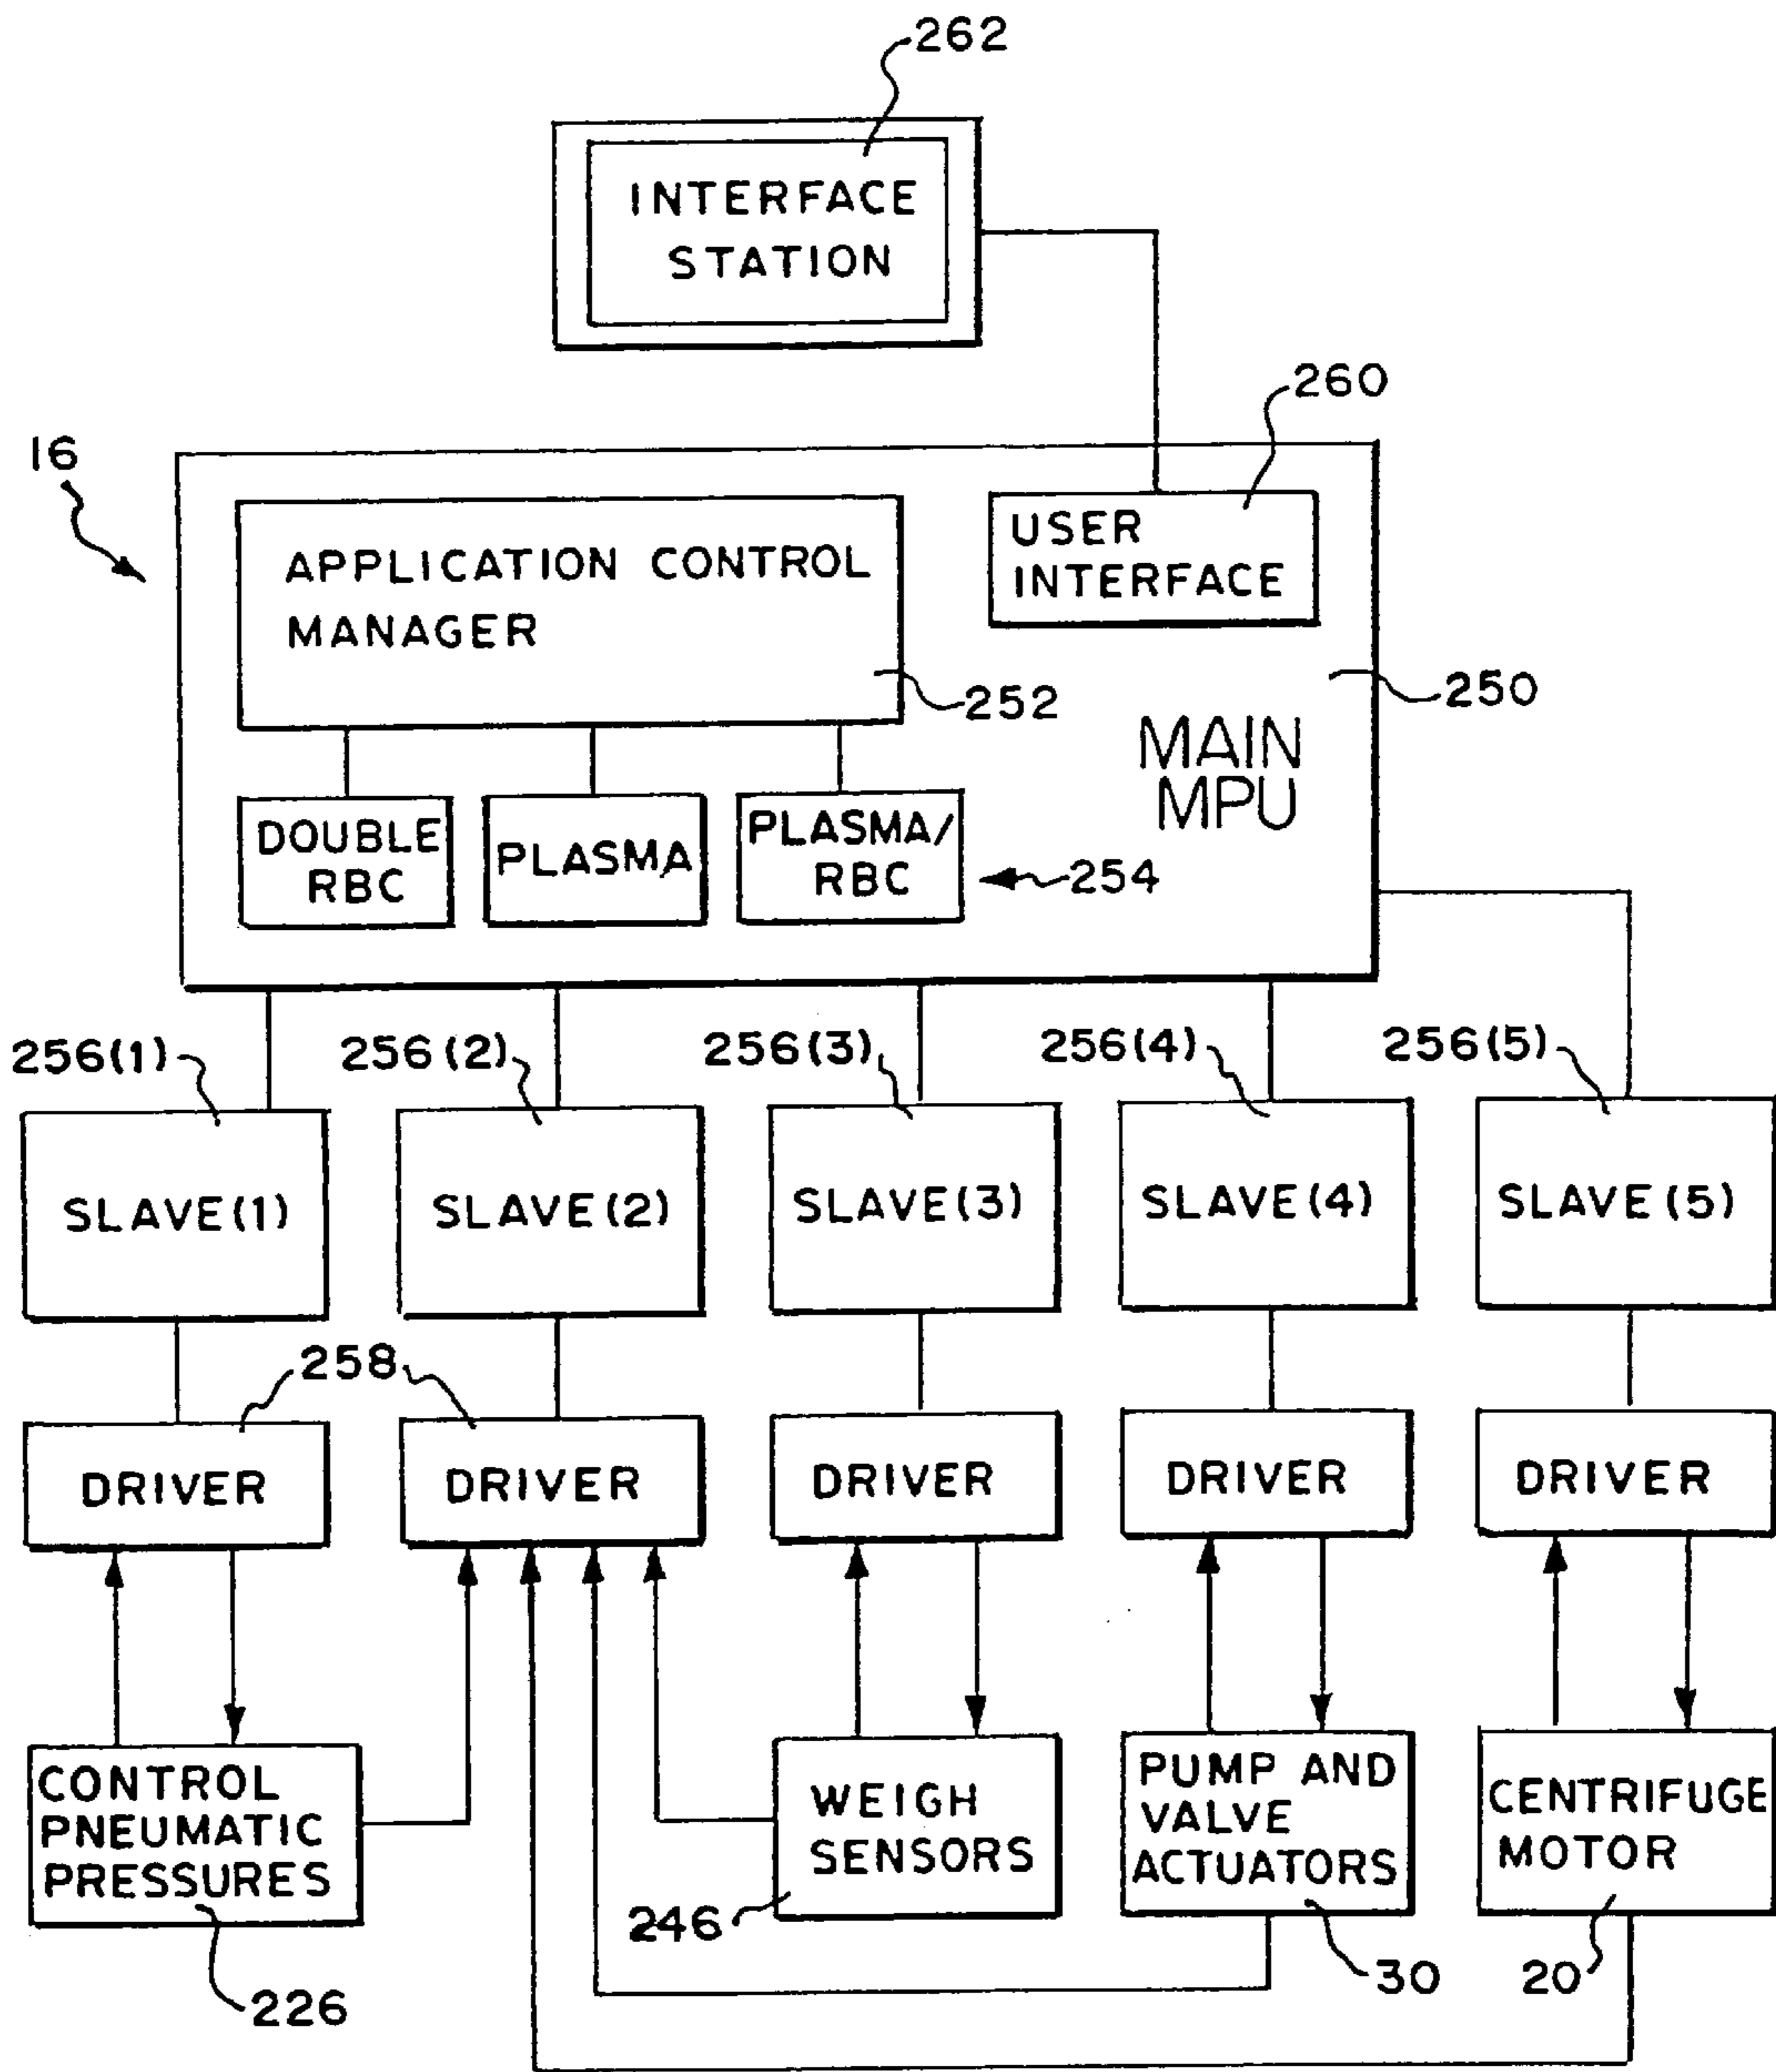 262
INTERFACE
STATION
260
16
USER
INTERFACE
APPLICATION CONTROL
MANAGER
252
250
MAIN
MPU
DOUBLE
RBC
PLASMA
PLASMA/
RBC
254
256(1)
256(2)
256(3)
256(4)
256(5)
SLAVE(1)
SLAVE(2)
SLAVE(3)
SLAVE(4)
SLAVE(5)
258
DRIVER
DRIVER
DRIVER
DRIVER
DRIVER
CONTROL
PNEUMATIC
PRESSURES
WEIGH
SENSORS
PUMP AND
VALVE
ACTUATORS
CENTRIFUGE
MOTOR
226
246
30
20